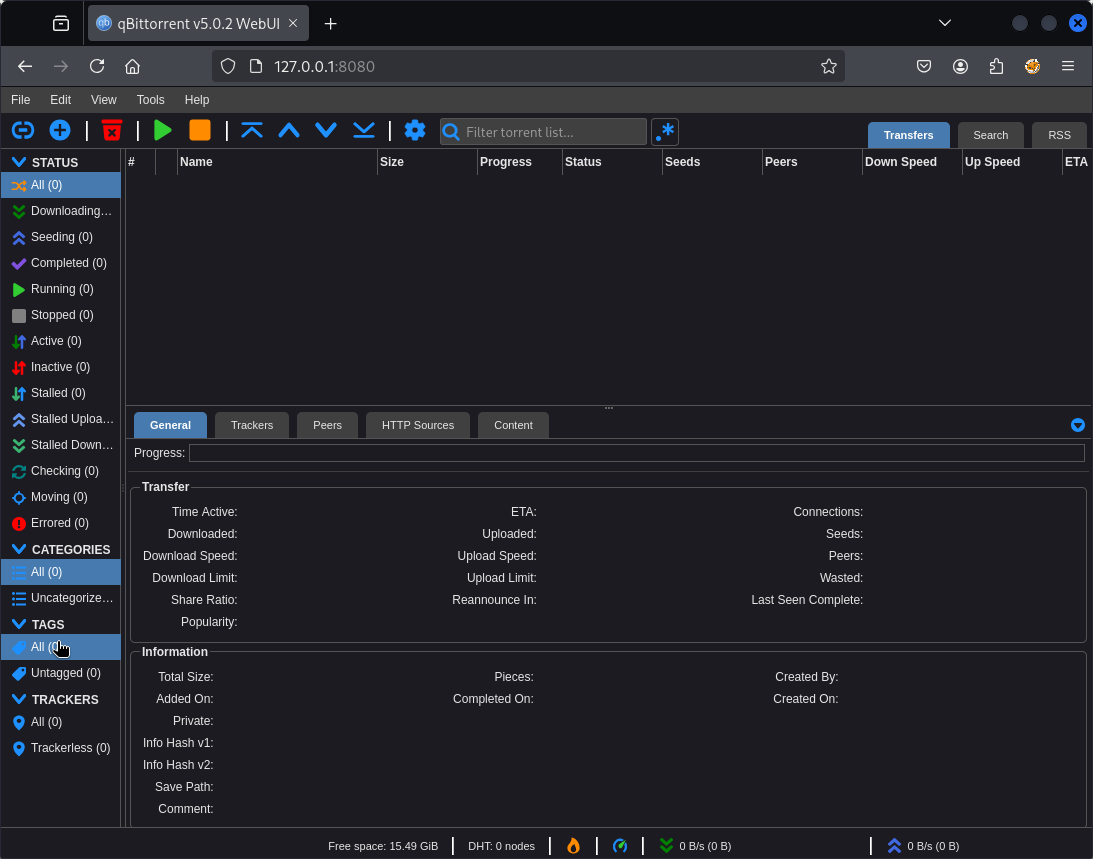 qBittorrent v5.0.2 WebUI
127.0.0.1:8080
File Edit View Tools Help
Filter torrent list...
.*
Transfers Search RSS
STATUS
All (0)
Downloading…
Seeding (0)
Completed (0)
Running (0)
Stopped (0)
Active (0)
Inactive (0)
Stalled (0)
Stalled Uploa…
Stalled Down…
Checking (0)
Moving (0)
Errored (0)
CATEGORIES
All (0)
Uncategorize…
TAGS
All (0)
Untagged (0)
TRACKERS
All (0)
Trackerless (0)
# Name Size Progress Status Seeds Peers Down Speed Up Speed ETA
General Trackers Peers HTTP Sources Content
Progress:
Transfer
Time Active: ETA: Connections:
Downloaded: Uploaded: Seeds:
Download Speed: Upload Speed: Peers:
Download Limit: Upload Limit: Wasted:
Share Ratio: Reannounce In: Last Seen Complete:
Popularity:
Information
Total Size: Pieces: Created By:
Added On: Completed On: Created On:
Private:
Info Hash v1:
Info Hash v2:
Save Path:
Comment:
Free space: 15.49 GiB DHT: 0 nodes 0 B/s (0 B) 0 B/s (0 B)